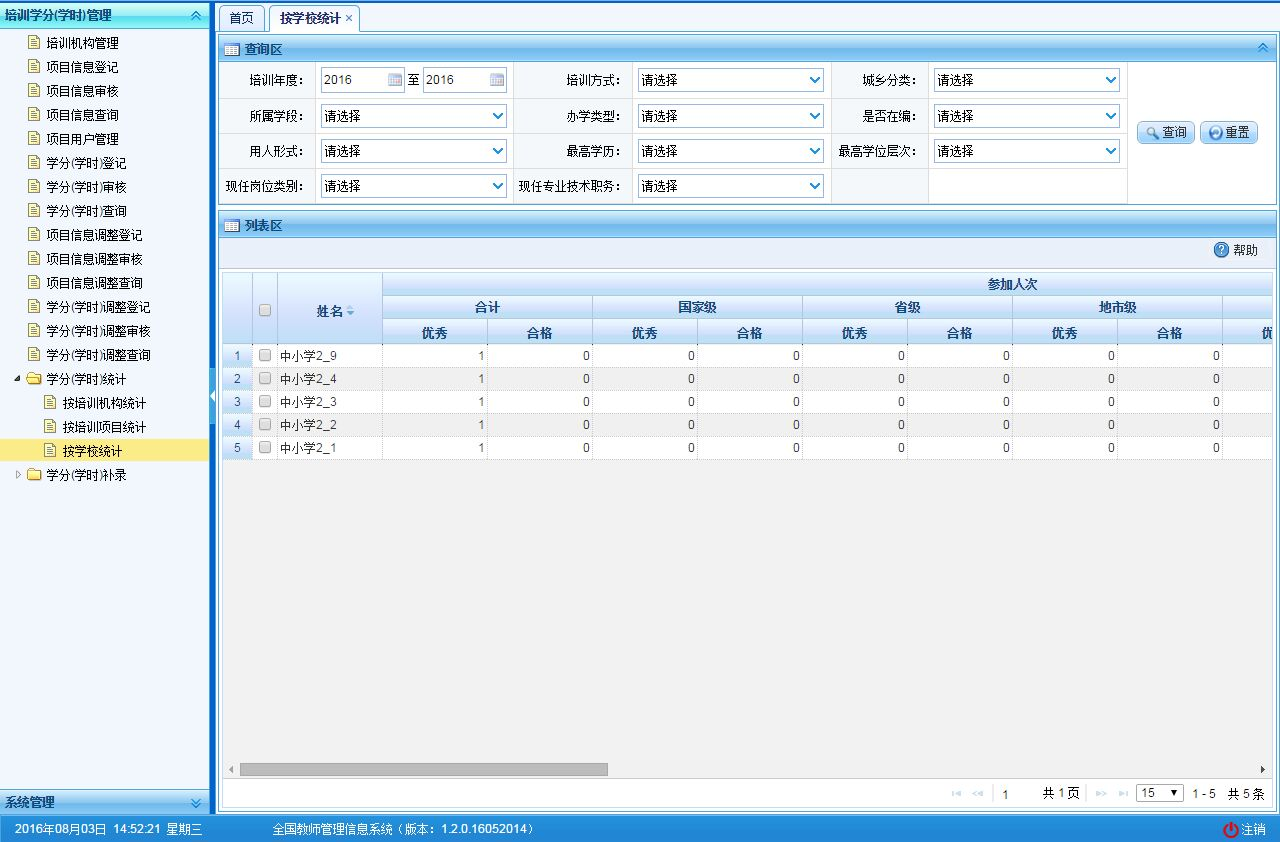 培训学分(学时)管理
培训机构管理
项目信息登记
项目信息审核
项目信息查询
项目用户管理
学分(学时)登记
学分(学时)审核
学分(学时)查询
项目信息调整登记
项目信息调整审核
项目信息调整查询
学分(学时)调整登记
学分(学时)调整审核
学分(学时)调整查询
学分(学时)统计
按培训机构统计
按培训项目统计
按学校统计
学分(学时)补录
系统管理
首页 按学校统计 ×
查询区
培训年度： 2016 至 2016 培训方式： 请选择 城乡分类： 请选择
所属学段： 请选择 办学类型： 请选择 是否在编： 请选择
查询 重置
用人形式： 请选择 最高学历： 请选择 最高学位层次： 请选择
现任岗位类别： 请选择 现任专业技术职务： 请选择
列表区
帮助
姓名 参加人次
合计 国家级 省级 地市级
优秀 合格 优秀 合格 优秀 合格 优秀 合格
1 中小学2_9 1 0 0 0 0 0 0 0
2 中小学2_4 1 0 0 0 0 0 0 0
3 中小学2_3 1 0 0 0 0 0 0 0
4 中小学2_2 1 0 0 0 0 0 0 0
5 中小学2_1 1 0 0 0 0 0 0 0
1 共 1 页 15 1 - 5 共 5 条
2016年08月03日 14:52:21 星期三 全国教师管理信息系统（版本：1.2.0.16052014） 注销